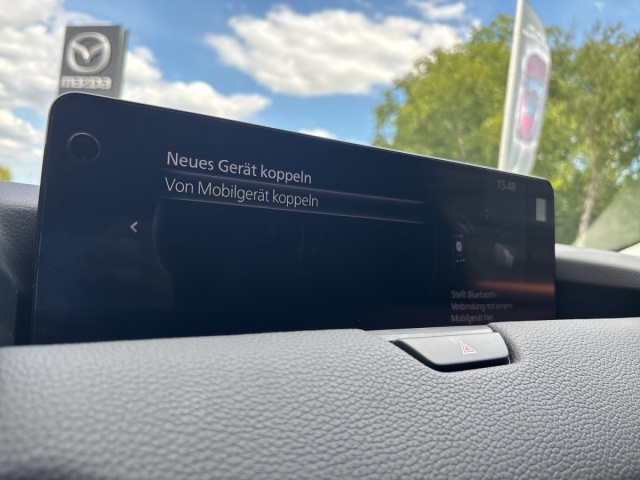 mazda
Neues Gerät koppeln
Von Mobilgerät koppeln
15:48
Stellt Bluetooth-
Verbindung mit einem
Mobilgerät her.